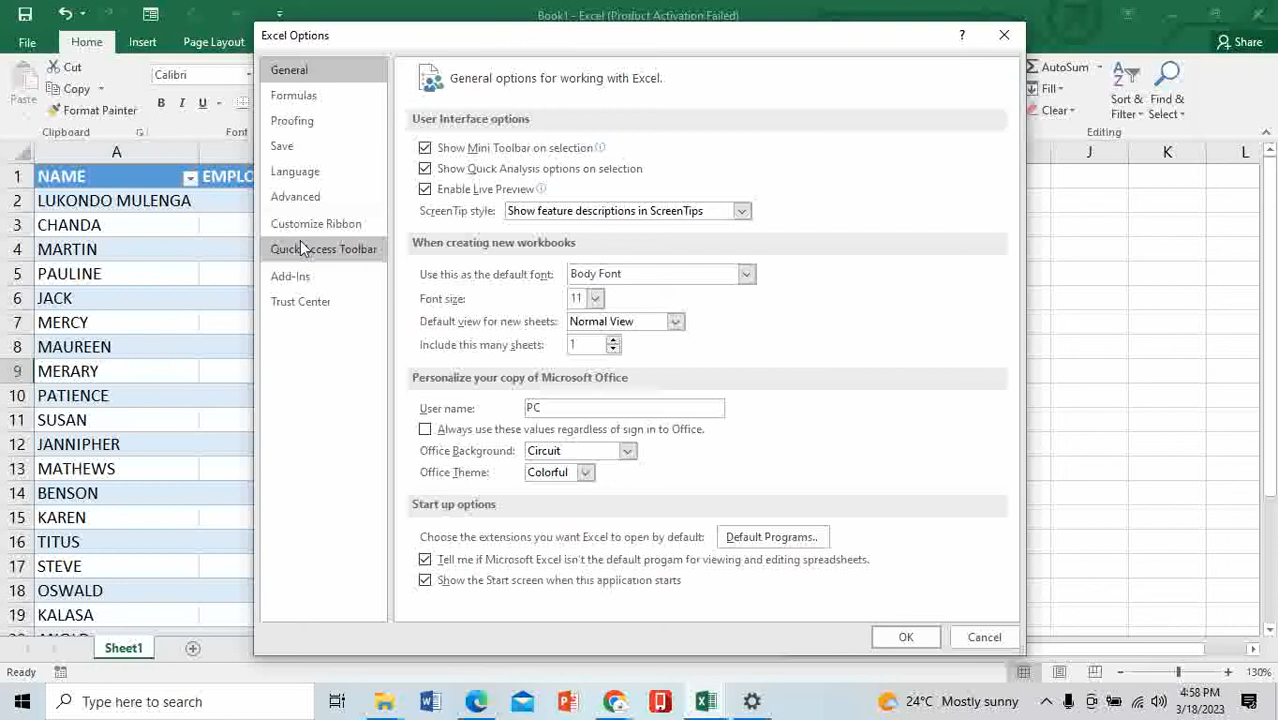 Book1 - Excel (Product Activation Failed)
File Home Insert Page Layout Share
Excel Options ?
Cut
Copy
Format Painter
Paste
Clipboard
Calibri
B I U
Font
AutoSum
Fill
Clear
Sort &
Filter
Find &
Select
Editing
General
Formulas
Proofing
Save
Language
Advanced
Customize Ribbon
Quick Access Toolbar
Add-Ins
Trust Center
General options for working with Excel.
User Interface options
Show Mini Toolbar on selection
Show Quick Analysis options on selection
Enable Live Preview
ScreenTip style: Show feature descriptions in ScreenTips
When creating new workbooks
Use this as the default font: Body Font
Font size: 11
Default view for new sheets: Normal View
Include this many sheets: 1
Personalize your copy of Microsoft Office
User name: PC
Always use these values regardless of sign in to Office.
Office Background: Circuit
Office Theme: Colorful
Start up options
Choose the extensions you want Excel to open by default: Default Programs..
Tell me if Microsoft Excel isn't the default progam for viewing and editing spreadsheets.
Show the Start screen when this application starts
OK Cancel
A J K L
1 NAME EMPLO
2 LUKONDO MULENGA
3 CHANDA
4 MARTIN
5 PAULINE
6 JACK
7 MERCY
8 MAUREEN
9 MERARY
10 PATIENCE
11 SUSAN
12 JANNIPHER
13 MATHEWS
14 BENSON
15 KAREN
16 TITUS
17 STEVE
18 OSWALD
19 KALASA
Sheet1
Ready 130%
Type here to search
24°C Mostly sunny
4:58 PM
3/18/2023